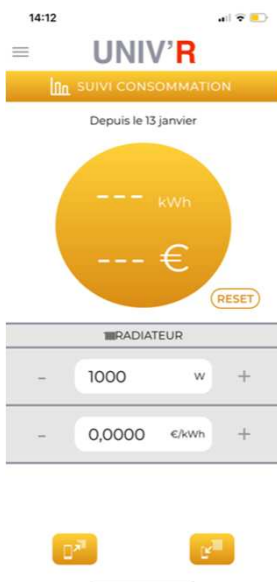 14:12
UNIV'R
SUIVI CONSOMMATION
Depuis le 13 janvier
--- kWh
--- €
RESET
RADIATEUR
- 1000 W +
- 0,0000 €/kWh +